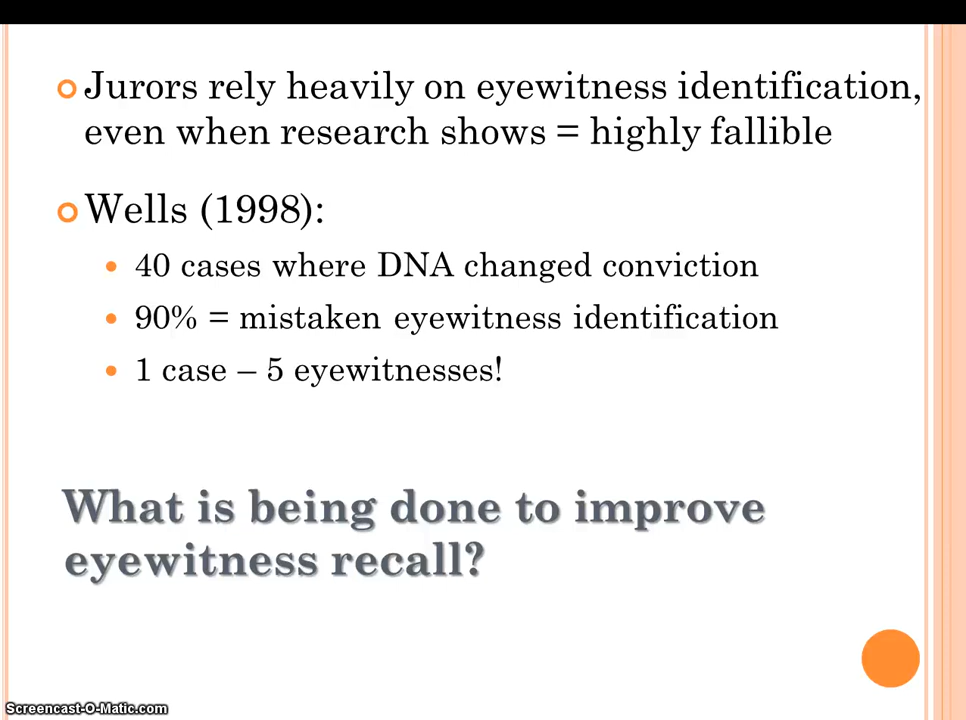 Jurors rely heavily on eyewitness identification,
even when research shows = highly fallible
Wells (1998):
40 cases where DNA changed conviction
90% = mistaken eyewitness identification
1 case – 5 eyewitnesses!
What is being done to improve
eyewitness recall?
Screencast-O-Matic.com